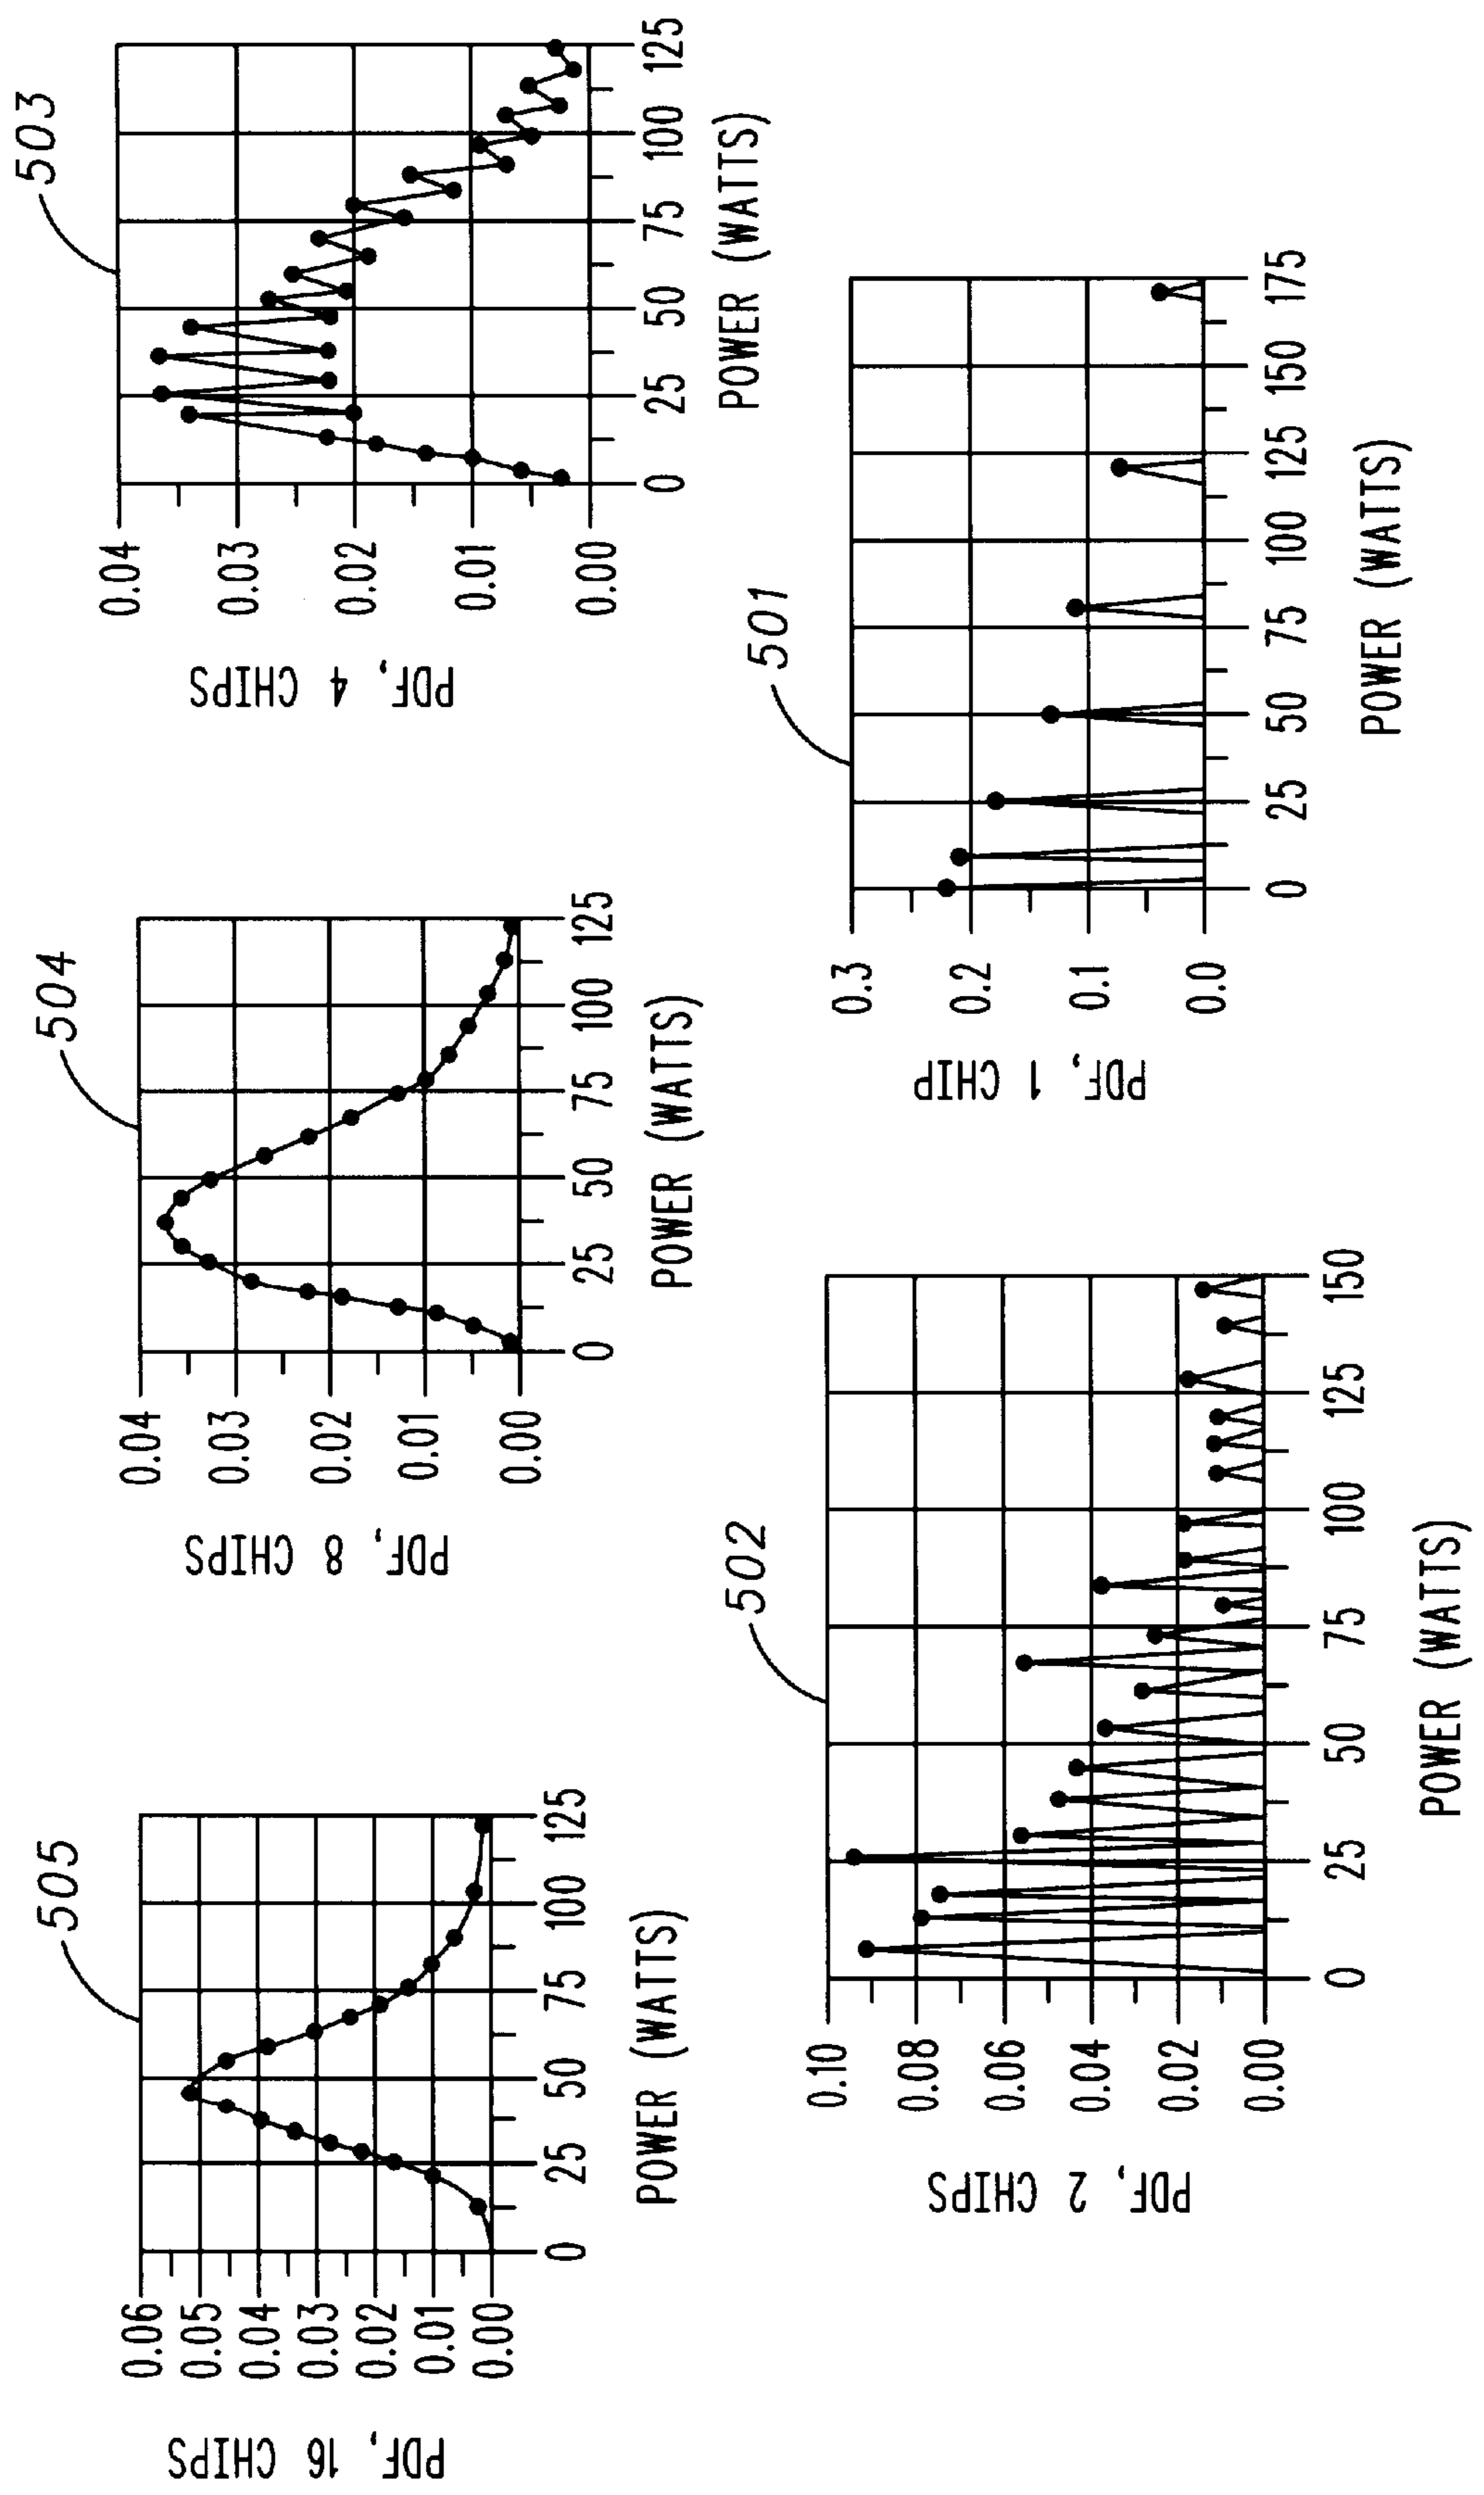 505
PDF, 16 CHIPS
0.06
0.05
0.04
0.03
0.02
0.01
0.00
0 25 50 75 100 125
POWER (WATTS)
504
PDF, 8 CHIPS
0.04
0.03
0.02
0.01
0.00
0 25 50 75 100 125
POWER (WATTS)
503
PDF, 4 CHIPS
0.04
0.03
0.02
0.01
0.00
0 25 50 75 100 125
POWER (WATTS)
502
PDF, 2 CHIPS
0.10
0.08
0.06
0.04
0.02
0.00
0 25 50 75 100 125 150
POWER (WATTS)
501
PDF, 1 CHIP
0.3
0.2
0.1
0.0
0 25 50 75 100 125 150 175
POWER (WATTS)